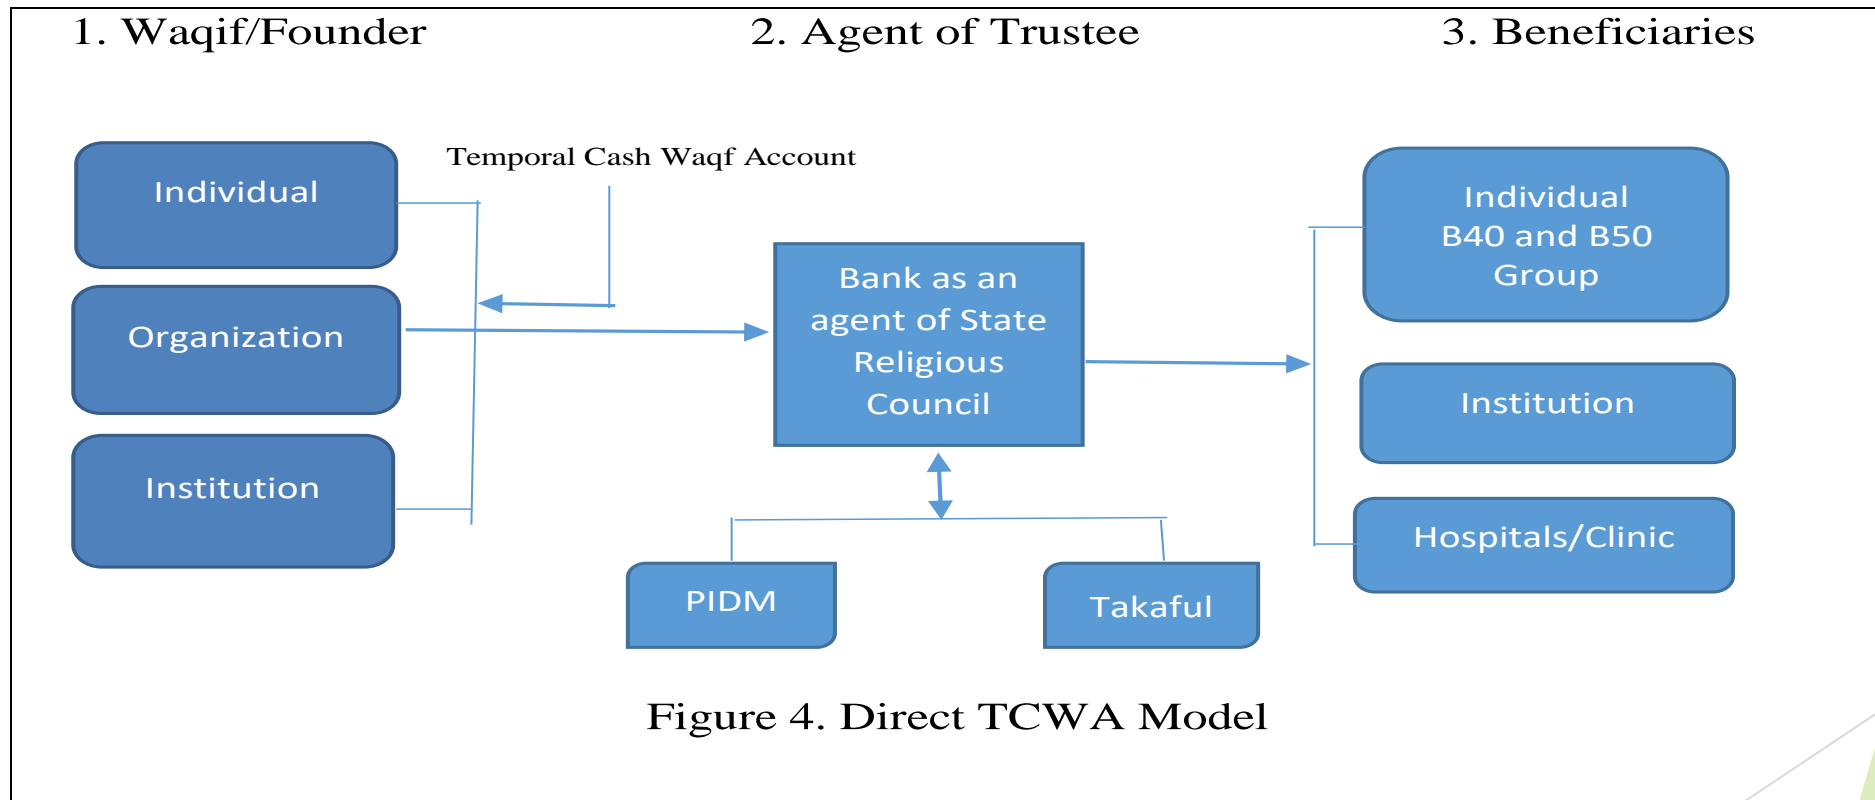 1. Waqif/Founder
2. Agent of Trustee
3. Beneficiaries
Temporal Cash Waqf Account
Individual
Organization
Institution
Bank as an
agent of State
Religious
Council
PIDM
Takaful
Individual
B40 and B50
Group
Institution
Hospitals/Clinic
Figure 4. Direct TCWA Model